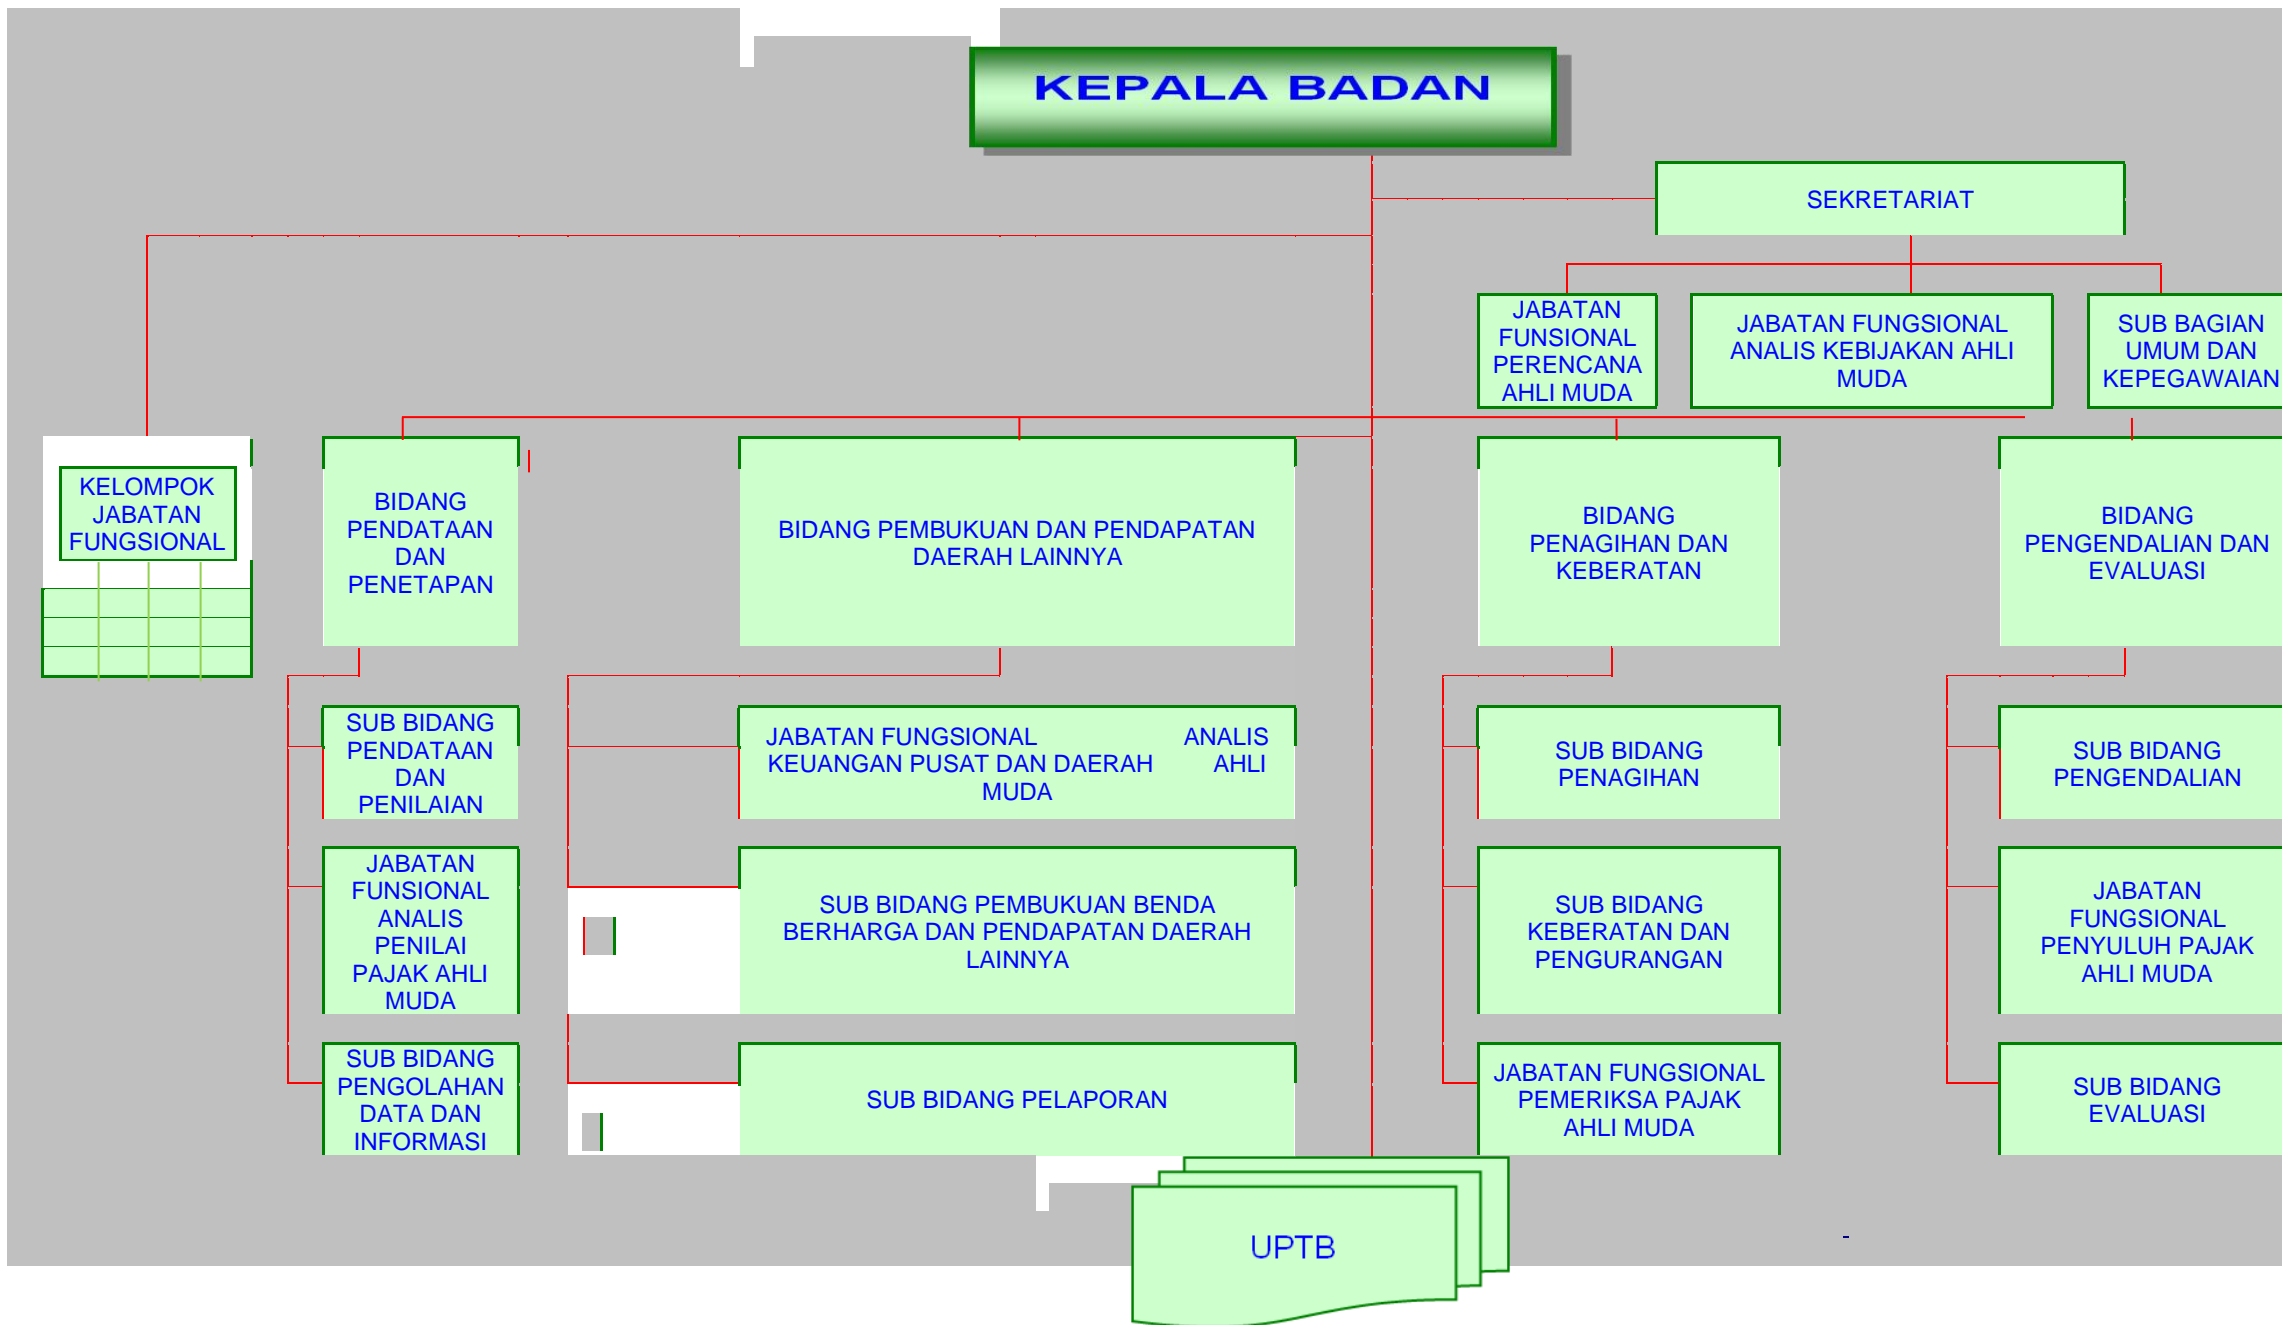 KEPALA BADAN
SEKRETARIAT
JABATAN
FUNSIONAL
PERENCANA
AHLI MUDA
JABATAN FUNGSIONAL
ANALIS KEBIJAKAN AHLI
MUDA
SUB BAGIAN
UMUM DAN
KEPEGAWAIAN
KELOMPOK
JABATAN
FUNGSIONAL
BIDANG
PENDATAAN
DAN
PENETAPAN
BIDANG PEMBUKUAN DAN PENDAPATAN
DAERAH LAINNYA
BIDANG
PENAGIHAN DAN
KEBERATAN
BIDANG
PENGENDALIAN DAN
EVALUASI
SUB BIDANG
PENDATAAN
DAN
PENILAIAN
JABATAN FUNGSIONAL ANALIS
KEUANGAN PUSAT DAN DAERAH AHLI
MUDA
SUB BIDANG
PENAGIHAN
SUB BIDANG
PENGENDALIAN
JABATAN
FUNSIONAL
ANALIS
PENILAI
PAJAK AHLI
MUDA
SUB BIDANG PEMBUKUAN BENDA
BERHARGA DAN PENDAPATAN DAERAH
LAINNYA
SUB BIDANG
KEBERATAN DAN
PENGURANGAN
JABATAN
FUNGSIONAL
PENYULUH PAJAK
AHLI MUDA
SUB BIDANG
PENGOLAHAN
DATA DAN
INFORMASI
SUB BIDANG PELAPORAN
JABATAN FUNGSIONAL
PEMERIKSA PAJAK
AHLI MUDA
SUB BIDANG
EVALUASI
UPTB
-